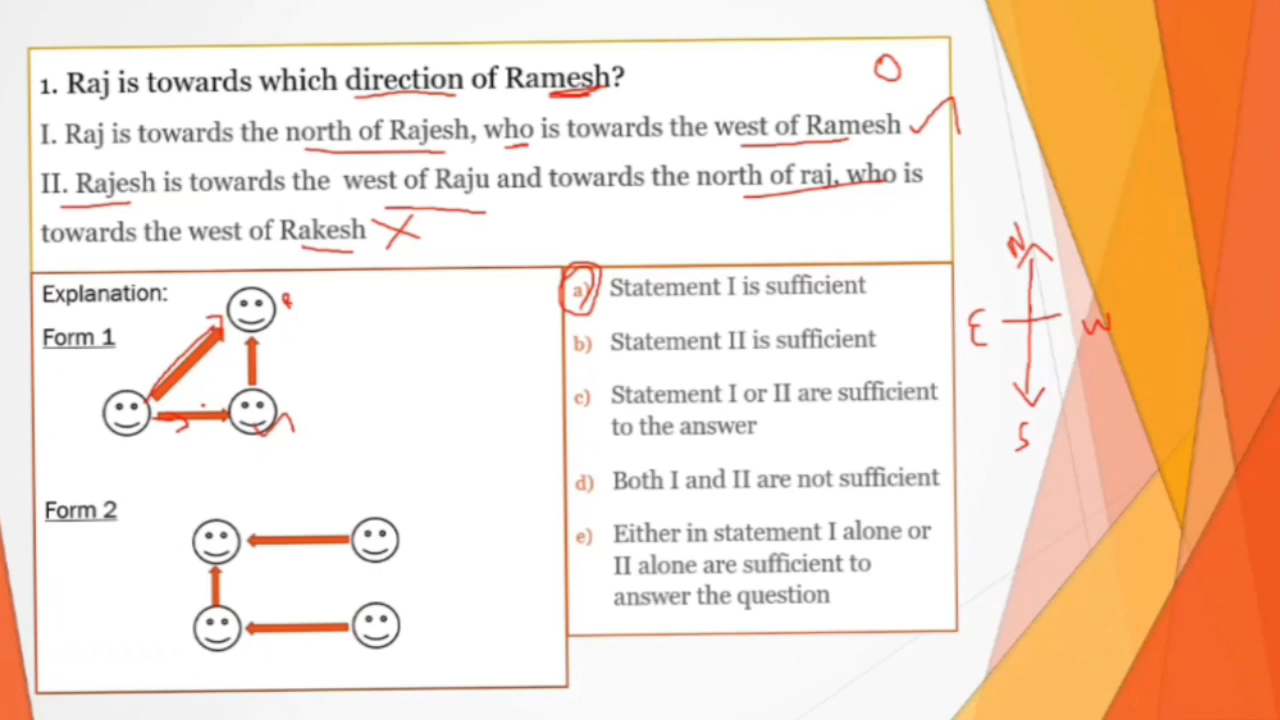 1. Raj is towards which direction of Ramesh?
I. Raj is towards the north of Rajesh, who is towards the west of Ramesh
II. Rajesh is towards the west of Raju and towards the north of raj, who is
towards the west of Rakesh
Explanation:
Form 1
Form 2
a) Statement I is sufficient
b) Statement II is sufficient
c) Statement I or II are sufficient
to the answer
d) Both I and II are not sufficient
e) Either in statement I alone or
II alone are sufficient to
answer the question
N
E W
S